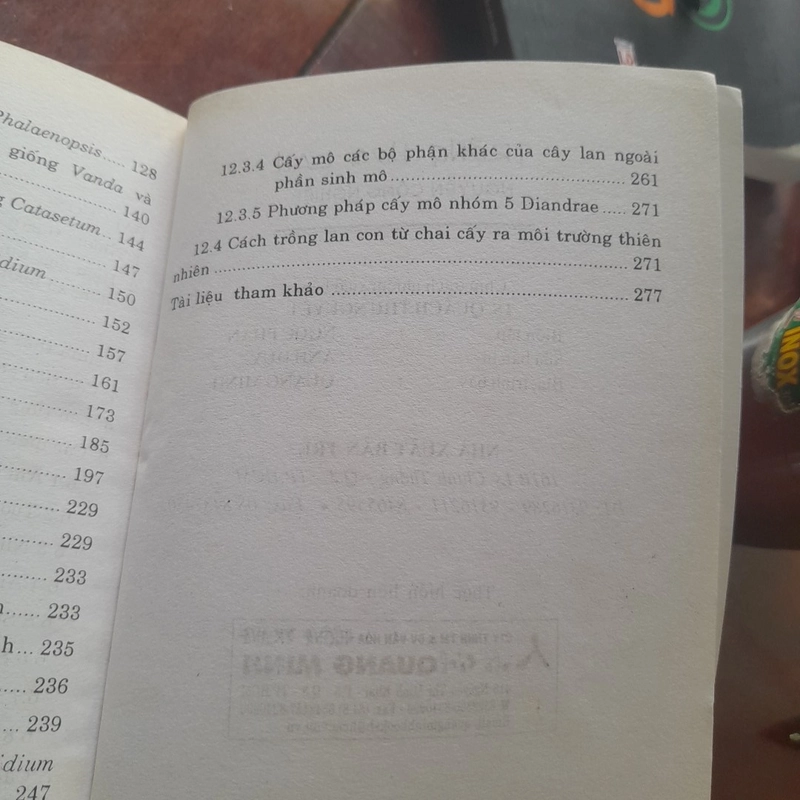 Phalaenopsis..... 128
giống Vanda và
140
Catasetum.. 144
147
150
152
157
161
173
185
197
229
229
233
233
h... 235
236
239
247
12.3.4 Cấy mô các bộ phận khác của cây lan ngoài
phần sinh mô ........................................ 261
12.3.5 Phương pháp cấy mô nhóm 5 Diandrae ..... 271
12.4 Cách trồng lan con từ chai cấy ra môi trường thiên
nhiên ................................................................ 271
Tài liệu tham khảo ............................................. 277
INOX